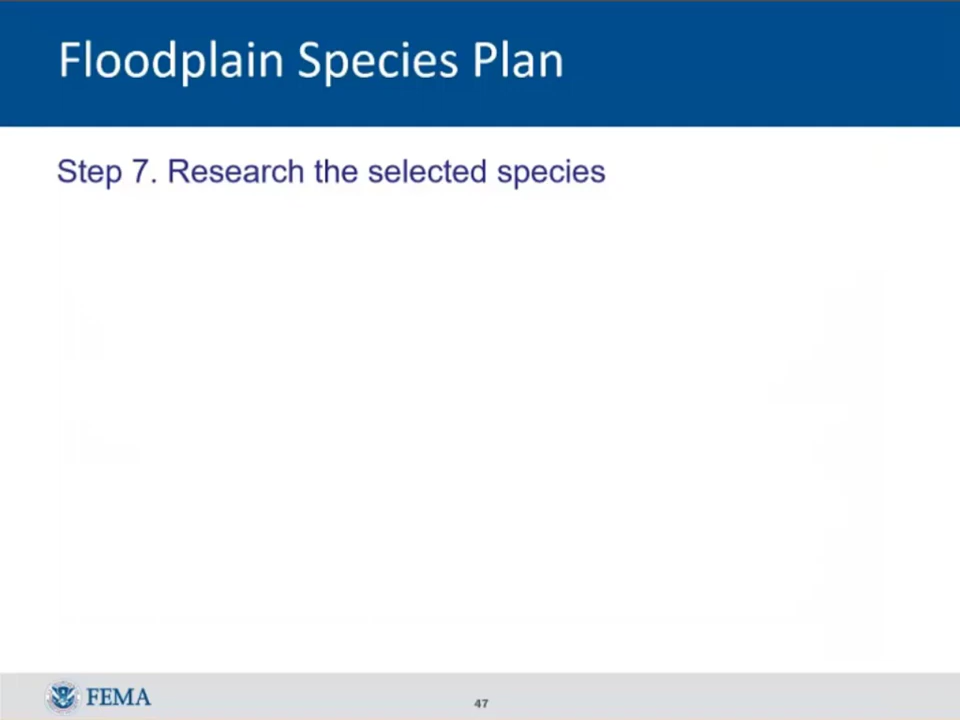 Floodplain Species Plan
Step 7. Research the selected species
FEMA
47